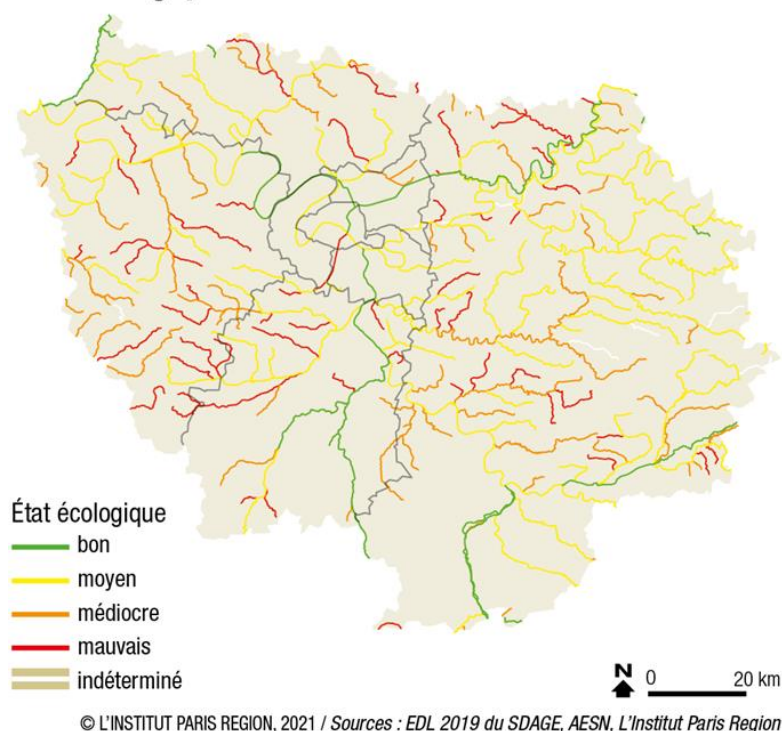 État écologique
bon
moyen
médiocre
mauvais
indéterminé
N 0 20 km
© L'INSTITUT PARIS REGION, 2021 / Sources : EDL 2019 du SDAGE, AESN, L'Institut Paris Region